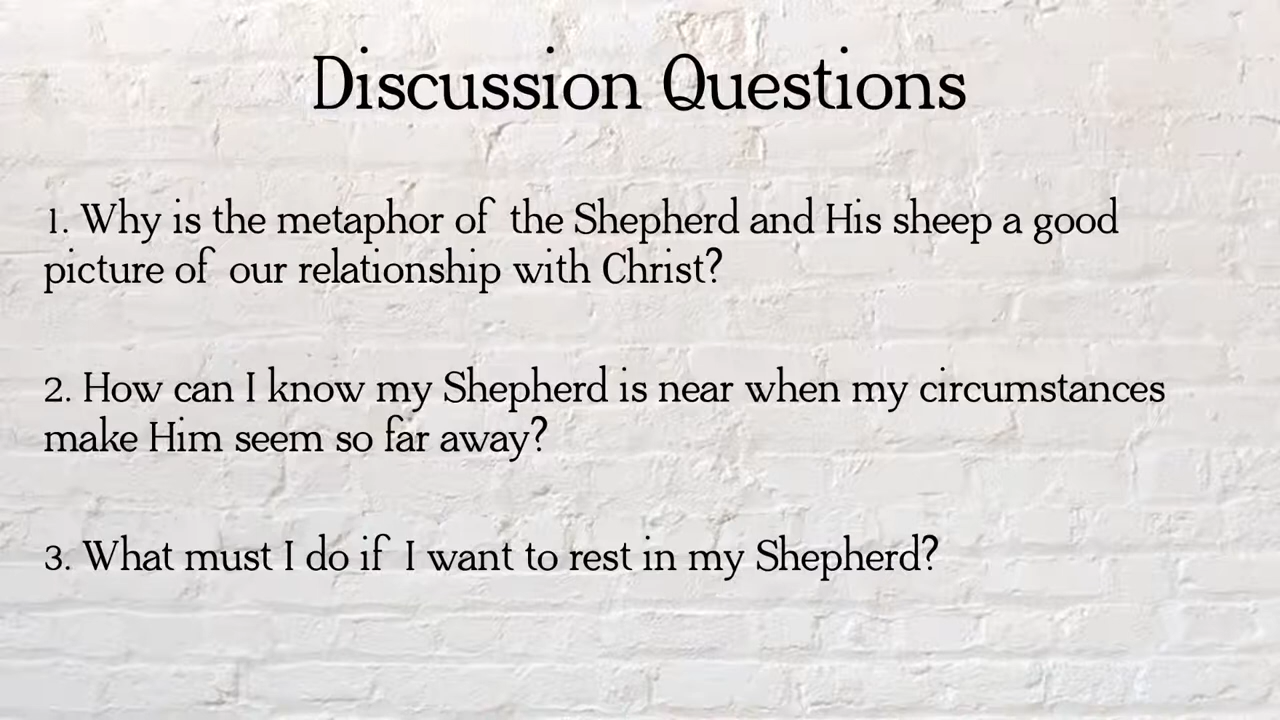 Discussion Questions
1. Why is the metaphor of the Shepherd and His sheep a good
picture of our relationship with Christ?
2. How can I know my Shepherd is near when my circumstances
make Him seem so far away?
3. What must I do if I want to rest in my Shepherd?